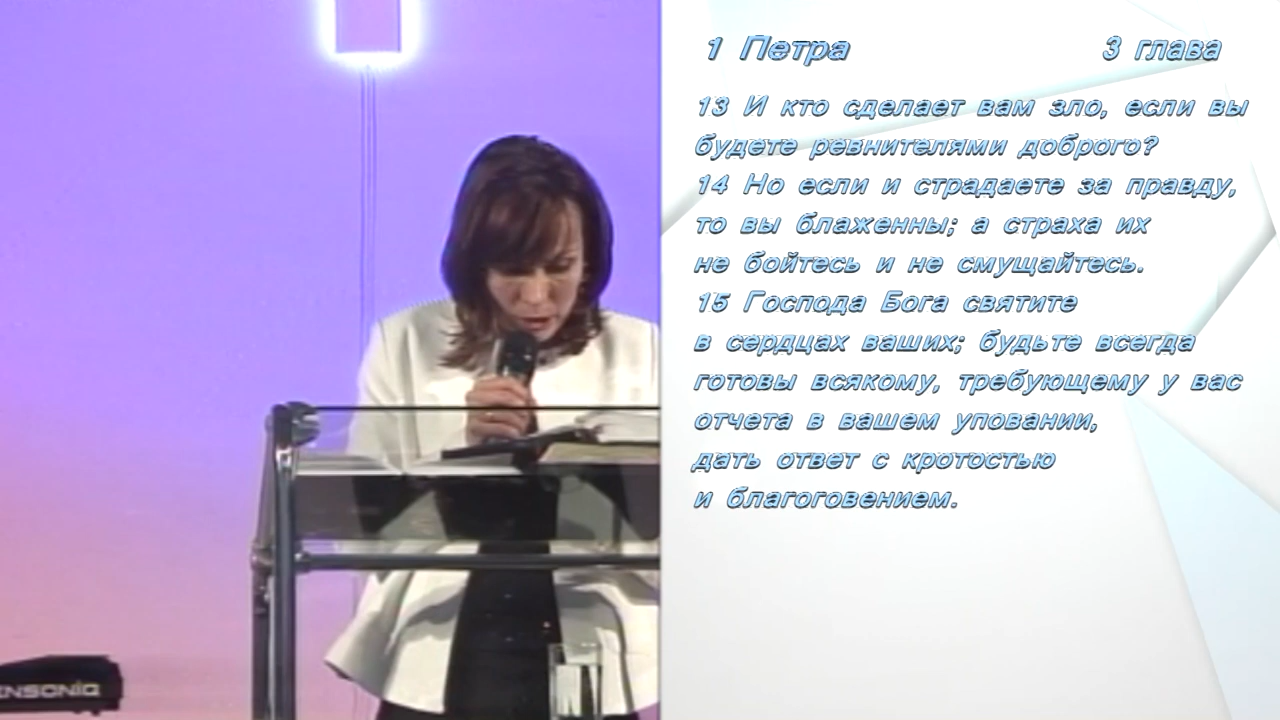 1 Петра 3 глава
13 И кто сделает вам зло, если вы
будете ревнителями доброго?
14 Но если и страдаете за правду,
то вы блаженны; а страха их
не бойтесь и не смущайтесь.
15 Господа Бога святите
в сердцах ваших; будьте всегда
готовы всякому, требующему у вас
отчета в вашем уповании,
дать ответ с кротостью
и благоговением.
ENSONIQ